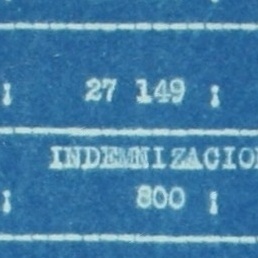 ¡ 27 149 ¡
INDEMNIZACIO
¡ 800 ¡